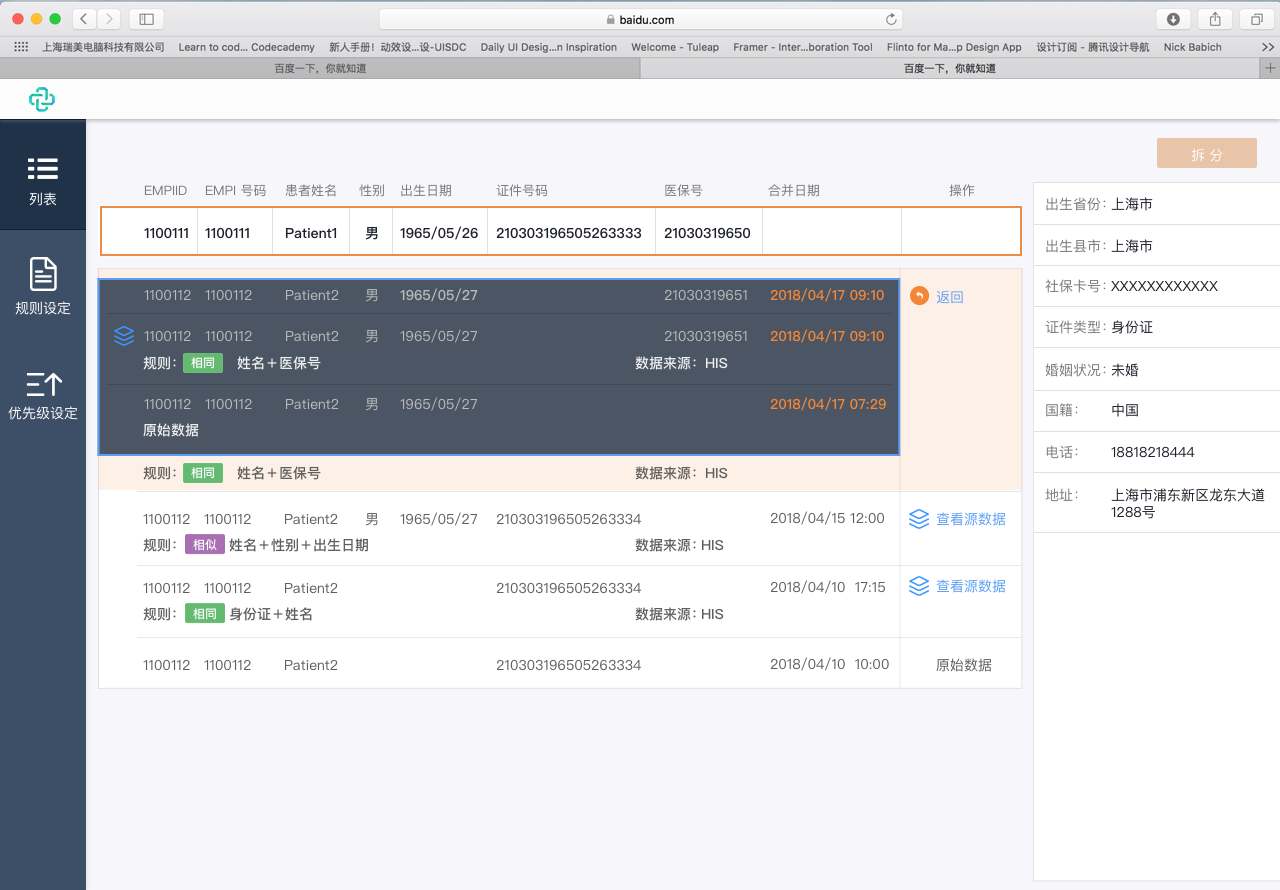 baidu.com
上海瑞美电脑科技有限公司 Learn to cod... Codecademy 新人手册！动效设...设-UISDC Daily UI Desig...n Inspiration Welcome - Tuleap Framer - Inter...boration Tool Flinto for Ma...p Design App 设计订阅 - 腾讯设计导航 Nick Babich
百度一下，你就知道 百度一下，你就知道
列表
规则设定
优先级设定
EMPIID EMPI 号码 患者姓名 性别 出生日期 证件号码 医保号 合并日期 操作
1100111 1100111 Patient1 男 1965/05/26 210303196505263333 21030319650
1100112 1100112 Patient2 男 1965/05/27 21030319651 2018/04/17 09:10 返回
1100112 1100112 Patient2 男 1965/05/27 21030319651 2018/04/17 09:10
规则： 相同 姓名＋医保号 数据来源：HIS
1100112 1100112 Patient2 男 1965/05/27 2018/04/17 07:29
原始数据
规则： 相同 姓名＋医保号 数据来源：HIS
1100112 1100112 Patient2 男 1965/05/27 210303196505263334 2018/04/15 12:00 查看源数据
规则： 相似 姓名＋性别＋出生日期 数据来源：HIS
1100112 1100112 Patient2 210303196505263334 2018/04/10 17:15 查看源数据
规则： 相同 身份证＋姓名 数据来源：HIS
1100112 1100112 Patient2 210303196505263334 2018/04/10 10:00 原始数据
拆 分
出生省份：上海市
出生县市：上海市
社保卡号：XXXXXXXXXXXX
证件类型：身份证
婚姻状况：未婚
国籍： 中国
电话： 18818218444
地址： 上海市浦东新区龙东大道
1288号